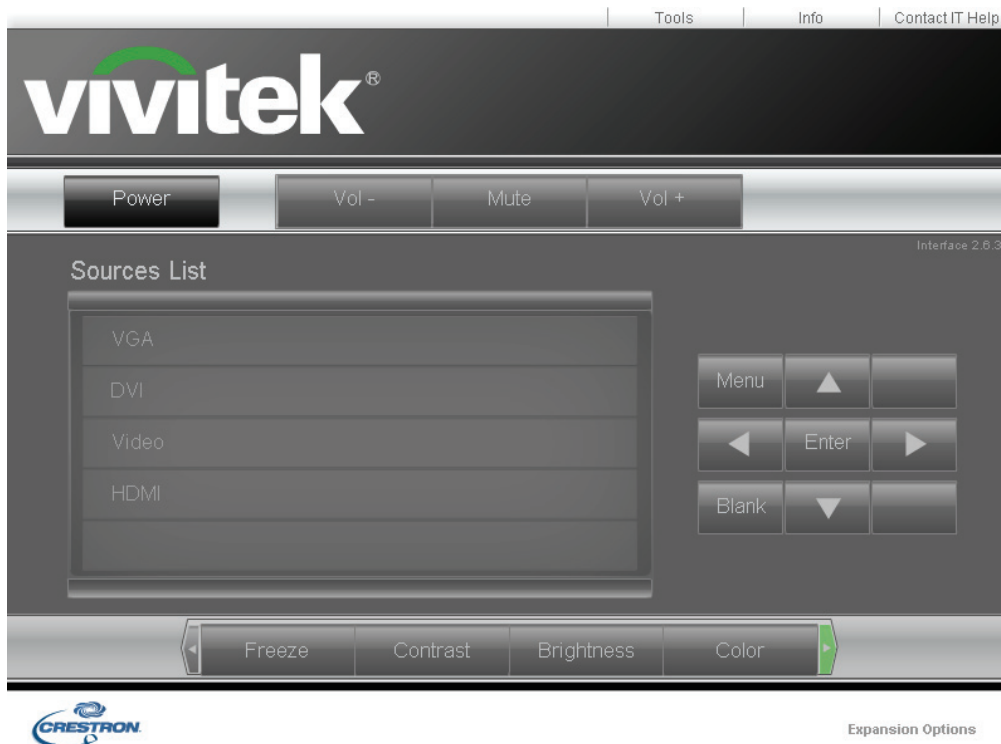 Tools Info Contact IT Help
vivitek®
Power Vol - Mute Vol +
Interface 2.6.3
Sources List
VGA
DVI
Video
HDMI
Menu
Enter
Blank
Freeze Contrast Brightness Color
CRESTRON
Expansion Options